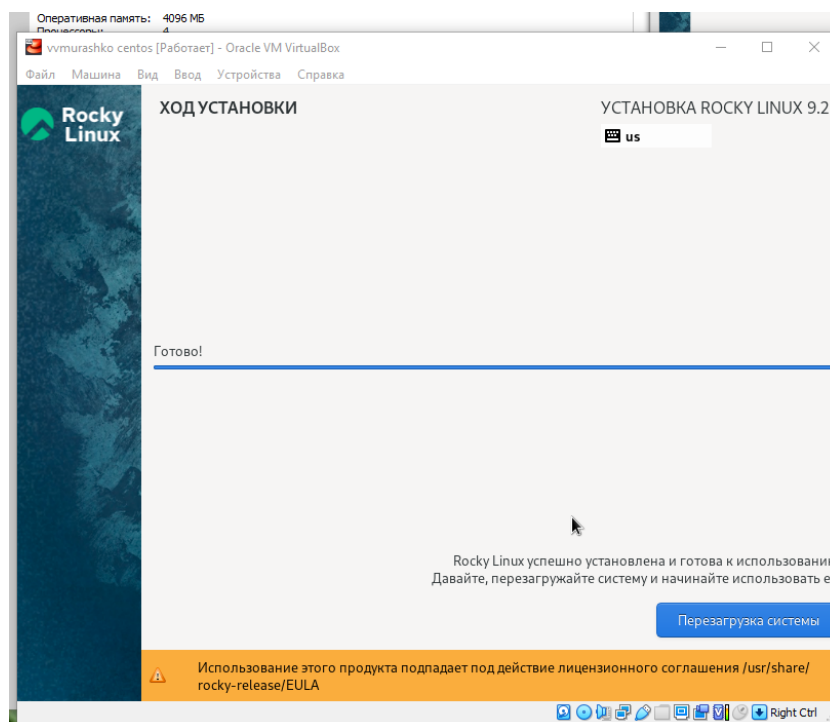 Оперативная память: 4096 МБ
Процессоры: 4
vvmurashko centos [Работает] - Oracle VM VirtualBox
Файл Машина Вид Ввод Устройства Справка
Rocky
Linux
ХОД УСТАНОВКИ
УСТАНОВКА ROCKY LINUX 9.2
us
Готово!
Rocky Linux успешно установлена и готова к использовани
Давайте, перезагружайте систему и начинайте использовать е
Перезагрузка системы
Использование этого продукта подпадает под действие лицензионного соглашения /usr/share/
rocky-release/EULA
Right Ctrl